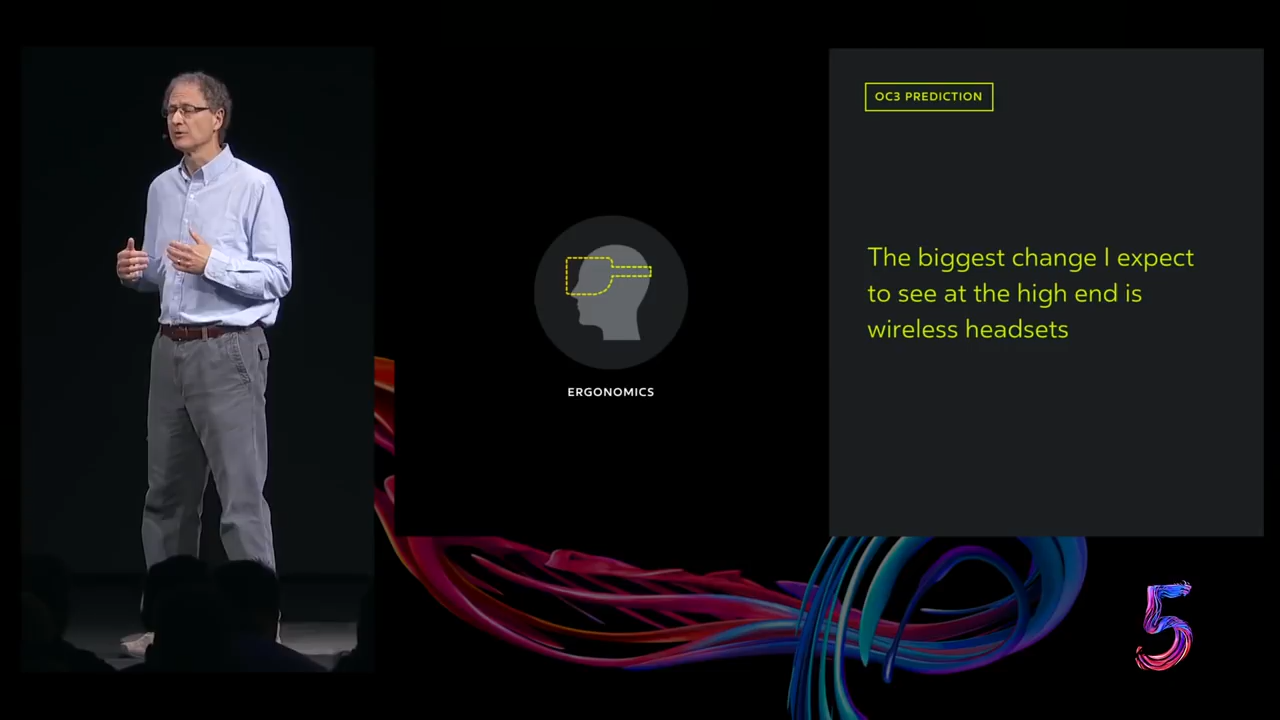 OC3 PREDICTION
The biggest change I expect
to see at the high end is
wireless headsets
ERGONOMICS
5